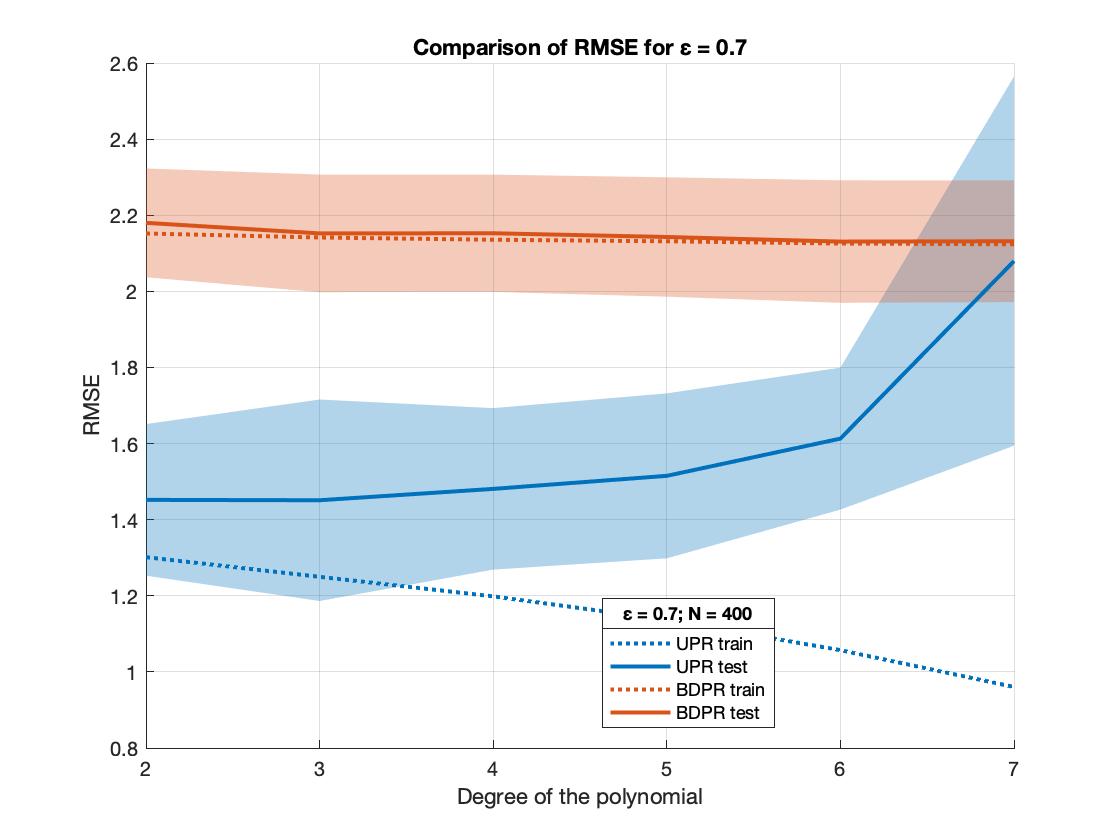 Comparison of RMSE for ε = 0.7
2.6
2.4
2.2
2
1.8
1.6
1.4
1.2
1
0.8
RMSE
ε = 0.7; N = 400
UPR train
UPR test
BDPR train
BDPR test
2 3 4 5 6 7
Degree of the polynomial